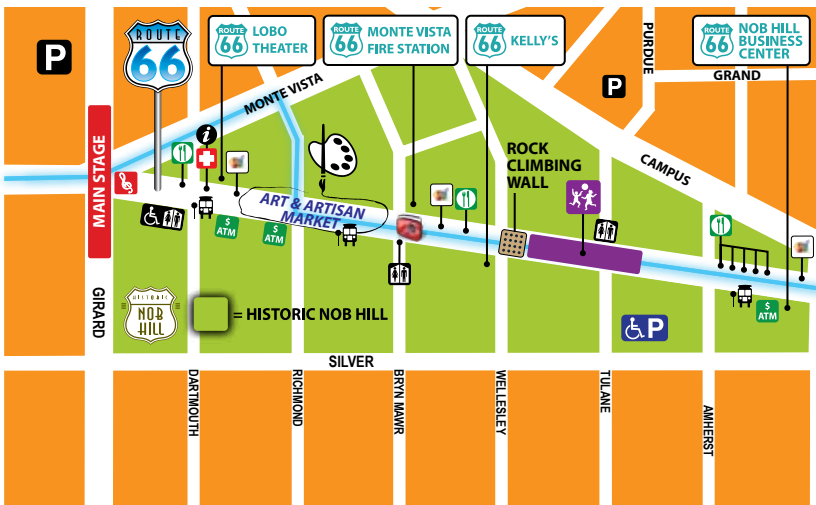 P
ROUTE
66
ROUTE
66
LOBO
THEATER
ROUTE
66
MONTE VISTA
FIRE STATION
ROUTE
66
KELLY'S
ROUTE
66
NOB HILL
BUSINESS
CENTER
PURDUE
GRAND
P
MONTE VISTA
i
MAIN STAGE
ROCK
CLIMBING
WALL
CAMPUS
ART & ARTISAN
MARKET
$
ATM
$
ATM
$
ATM
GIRARD
HISTORIC
NOB
HILL
= HISTORIC NOB HILL
P
SILVER
DARTMOUTH
RICHMOND
BRYN MAWR
WELLESLEY
TULANE
AMHERST